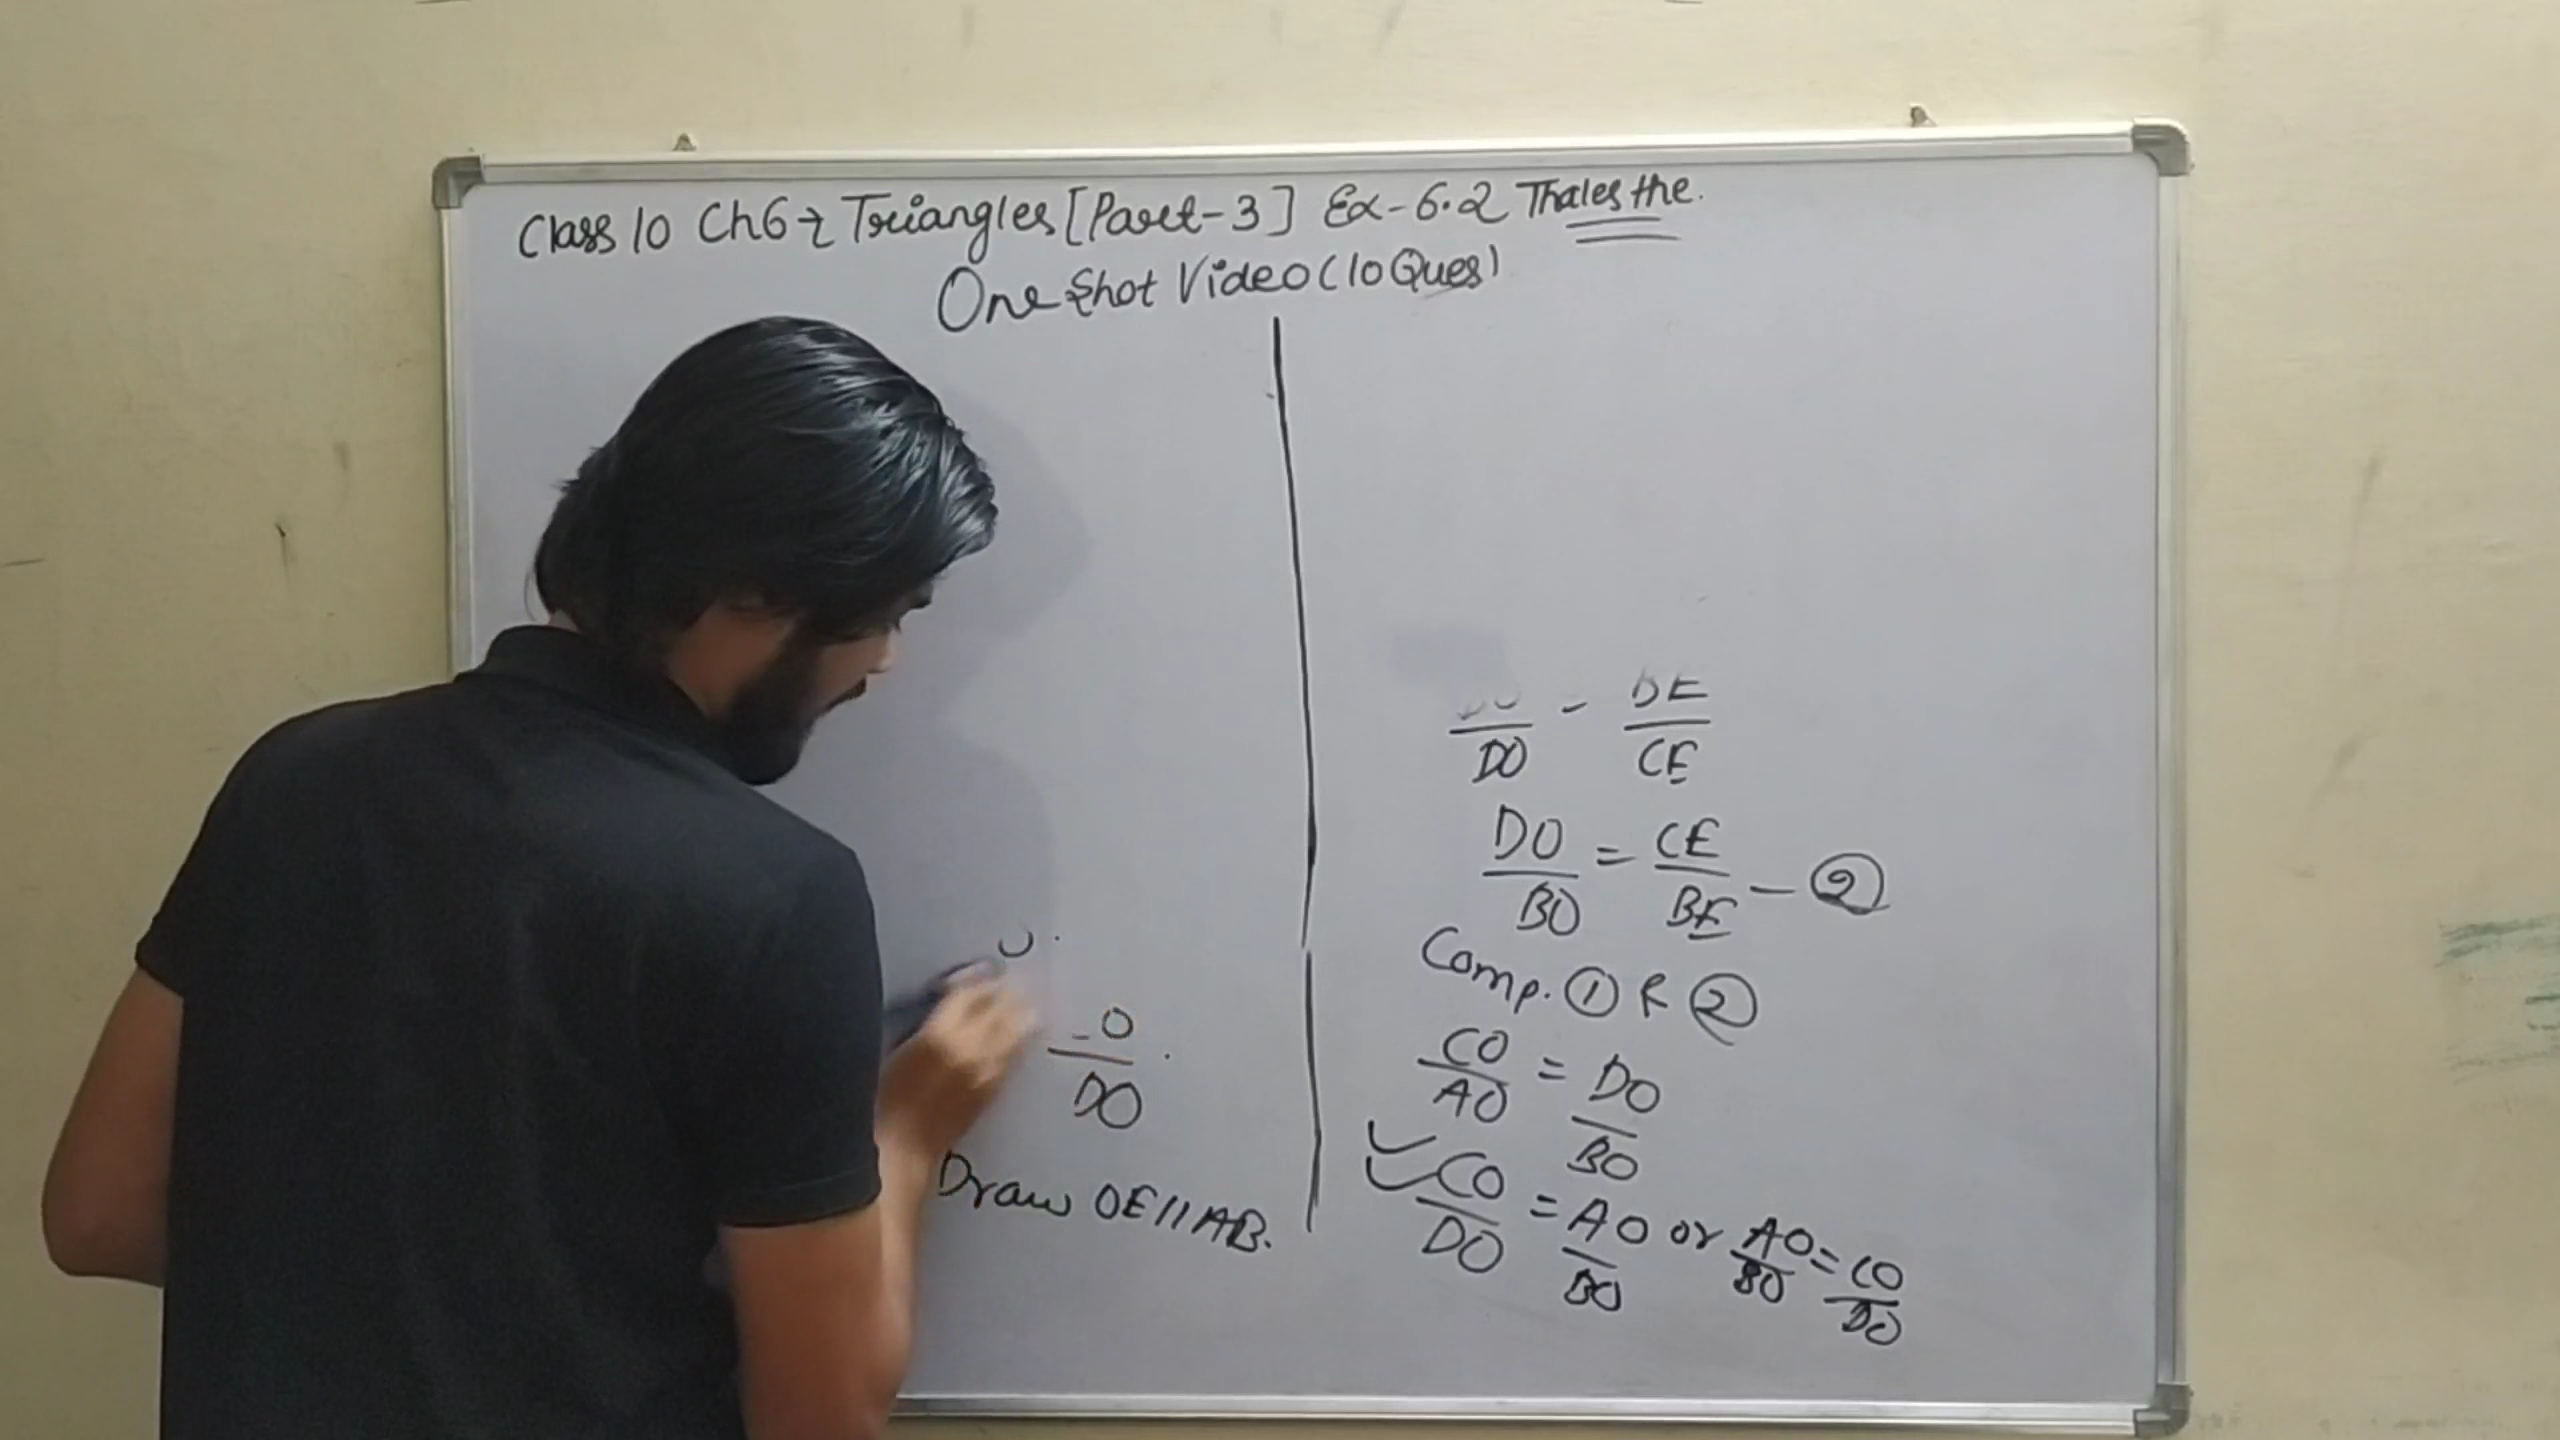 Class 10 Ch6 → Triangles [Part-3] Ex-6.2 Thales the.
One Shot Video (10 Ques)
O
DO
Draw OE||AB.
BE
DO CE
DO = CE - ②
BO BE
Comp. ① & ②
CO = DO
AO BO
CO = AO or AO = CO
DO BO BO DO